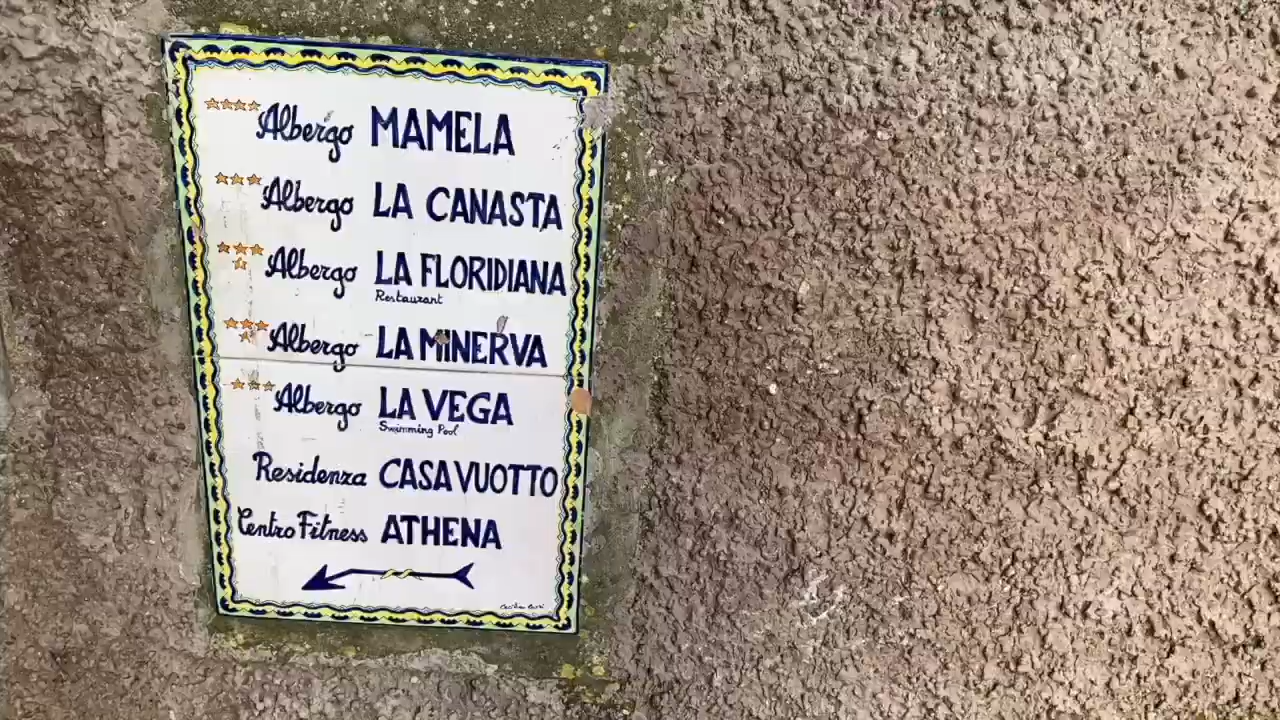 Albergo MAMELA
Albergo LA CANASTA
Albergo LA FLORIDIANA
Restaurant
Albergo LA MINERVA
Albergo LA VEGA
Swimming Pool
Residenza CASA VUOTTO
Centro Fitness ATHENA